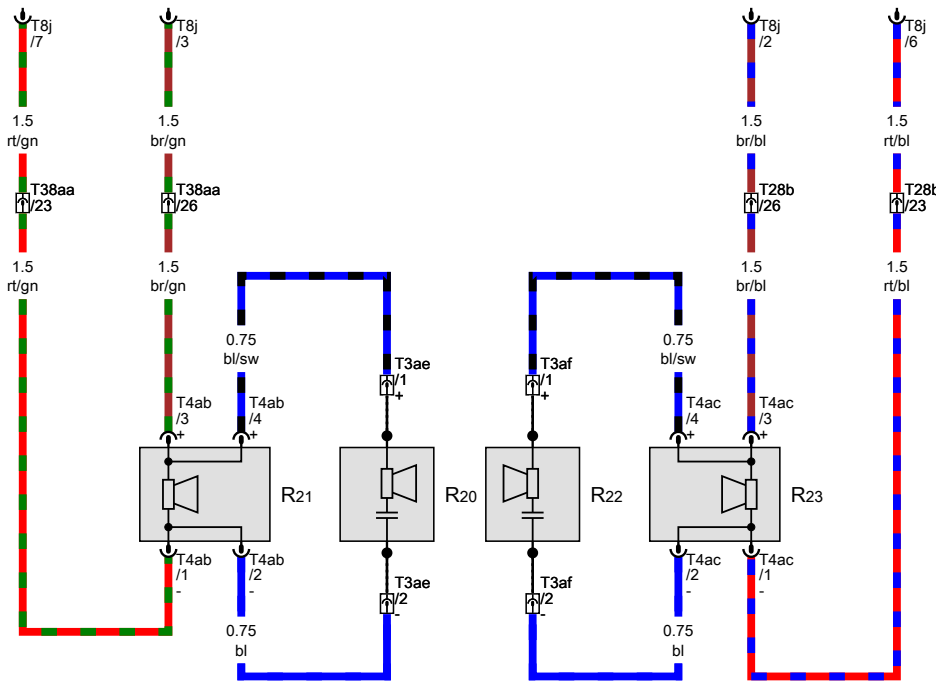 T8j
/7
T8j
/3
T8j
/2
T8j
/6
1.5
rt/gn
1.5
br/gn
1.5
br/bl
1.5
rt/bl
T38aa
/23
T38aa
/26
T28b
/26
T28b
/23
1.5
rt/gn
1.5
br/gn
1.5
br/bl
1.5
rt/bl
0.75
bl/sw
0.75
bl/sw
T3ae
/1
+
T3af
/1
+
T4ab
/3
+
T4ab
/4
+
T4ac
/4
+
T4ac
/3
+
R21
R20
R22
R23
T4ab
/1
-
T4ab
/2
-
T3ae
/2
-
T3af
/2
-
T4ac
/2
-
T4ac
/1
-
0.75
bl
0.75
bl